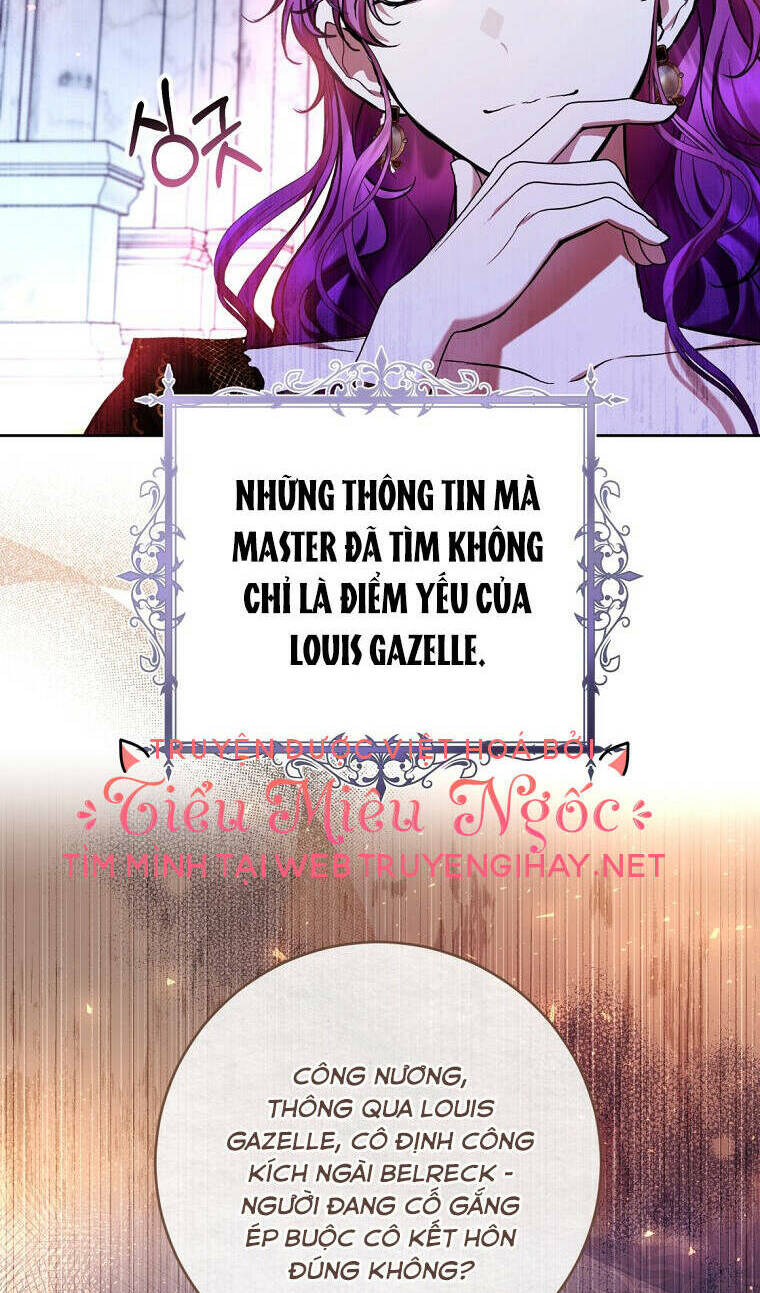 싱긋
NHỮNG THÔNG TIN MÀ
MASTER ĐÃ TÌM KHÔNG
CHỈ LÀ ĐIỂM YẾU CỦA
LOUIS GAZELLE.
TRUYỆN ĐƯỢC VIỆT HOÁ BỞI
Tiểu Miêu Ngốc
TÌM MÌNH TẠI WEB TRUYENGIHAY.NET
CÔNG NƯƠNG,
THÔNG QUA LOUIS
GAZELLE, CÔ ĐỊNH CÔNG
KÍCH NGÀI BELRECK -
NGƯỜI ĐANG CỐ GẮNG
ÉP BUỘC CÔ KẾT HÔN
ĐÚNG KHÔNG?